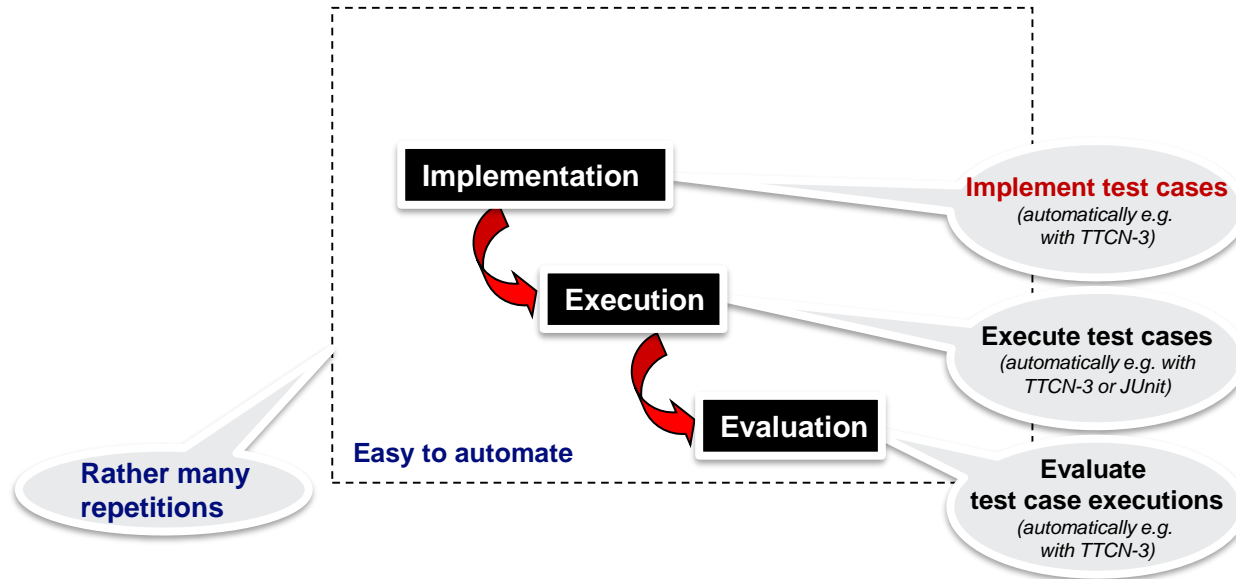 Implementation
Implement test cases
(automatically e.g.
with TTCN-3)
Execution
Execute test cases
(automatically e.g. with
TTCN-3 or JUnit)
Evaluation
Easy to automate
Rather many
repetitions
Evaluate
test case executions
(automatically e.g.
with TTCN-3)